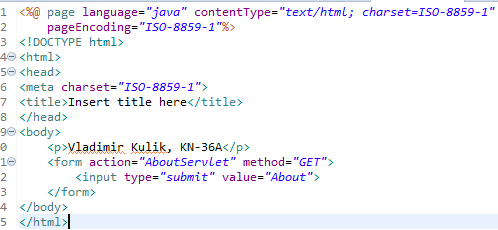 1 <%@ page language="java" contentType="text/html; charset=ISO-8859-1"
2 pageEncoding="ISO-8859-1"%>
3 <!DOCTYPE html>
4 <html>
5 <head>
6 <meta charset="ISO-8859-1">
7 <title>Insert title here</title>
8 </head>
9 <body>
0 <p>Vladimir Kulik, KN-36A</p>
1 <form action="AboutServlet" method="GET">
2 <input type="submit" value="About">
3 </form>
4 </body>
5 </html>